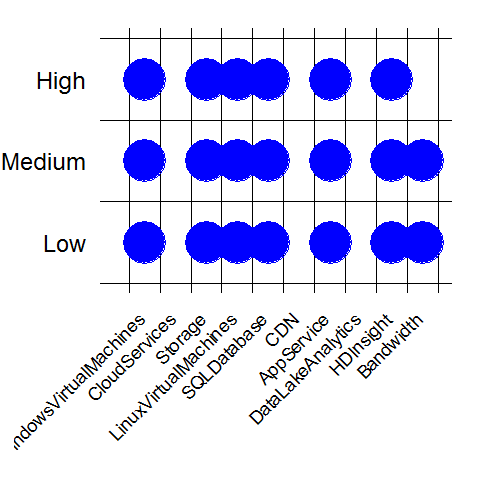 High
Medium
Low
ndowsVirtualMachines
CloudServices
Storage
LinuxVirtualMachines
SQLDatabase
CDN
AppService
DataLakeAnalytics
HDInsight
Bandwidth